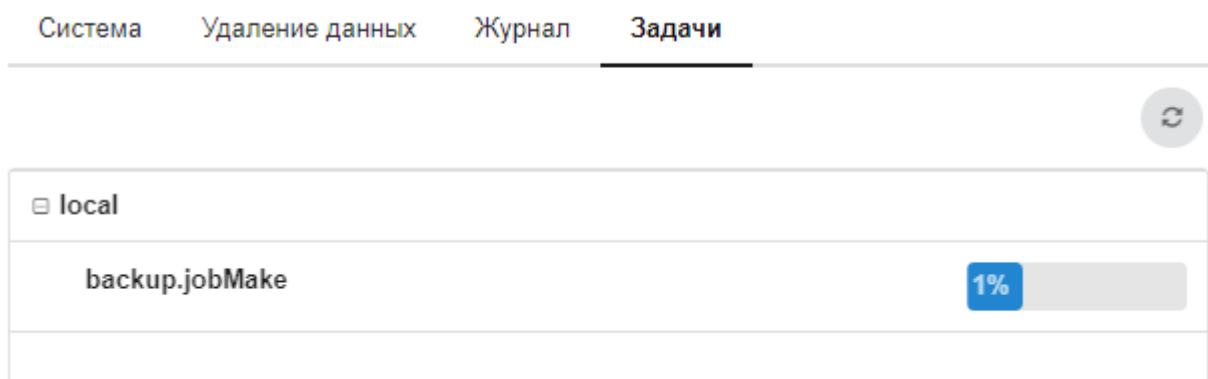 Система Удаление данных Журнал Задачи
local
backup.jobMake 1%